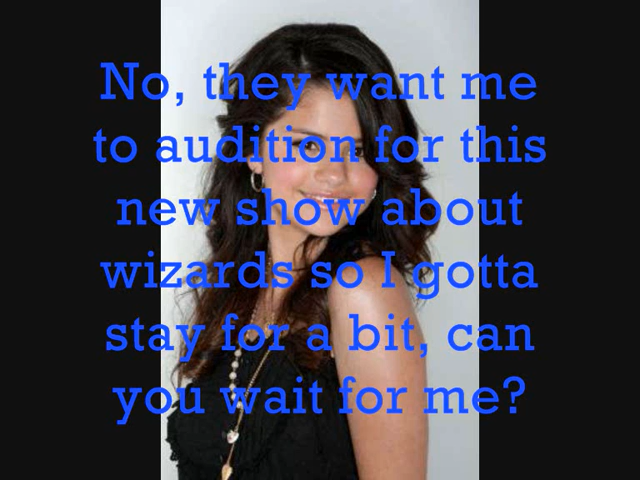 No, they want me
to audition for this
new show about
wizards so I gotta
stay for a bit, can
you wait for me?